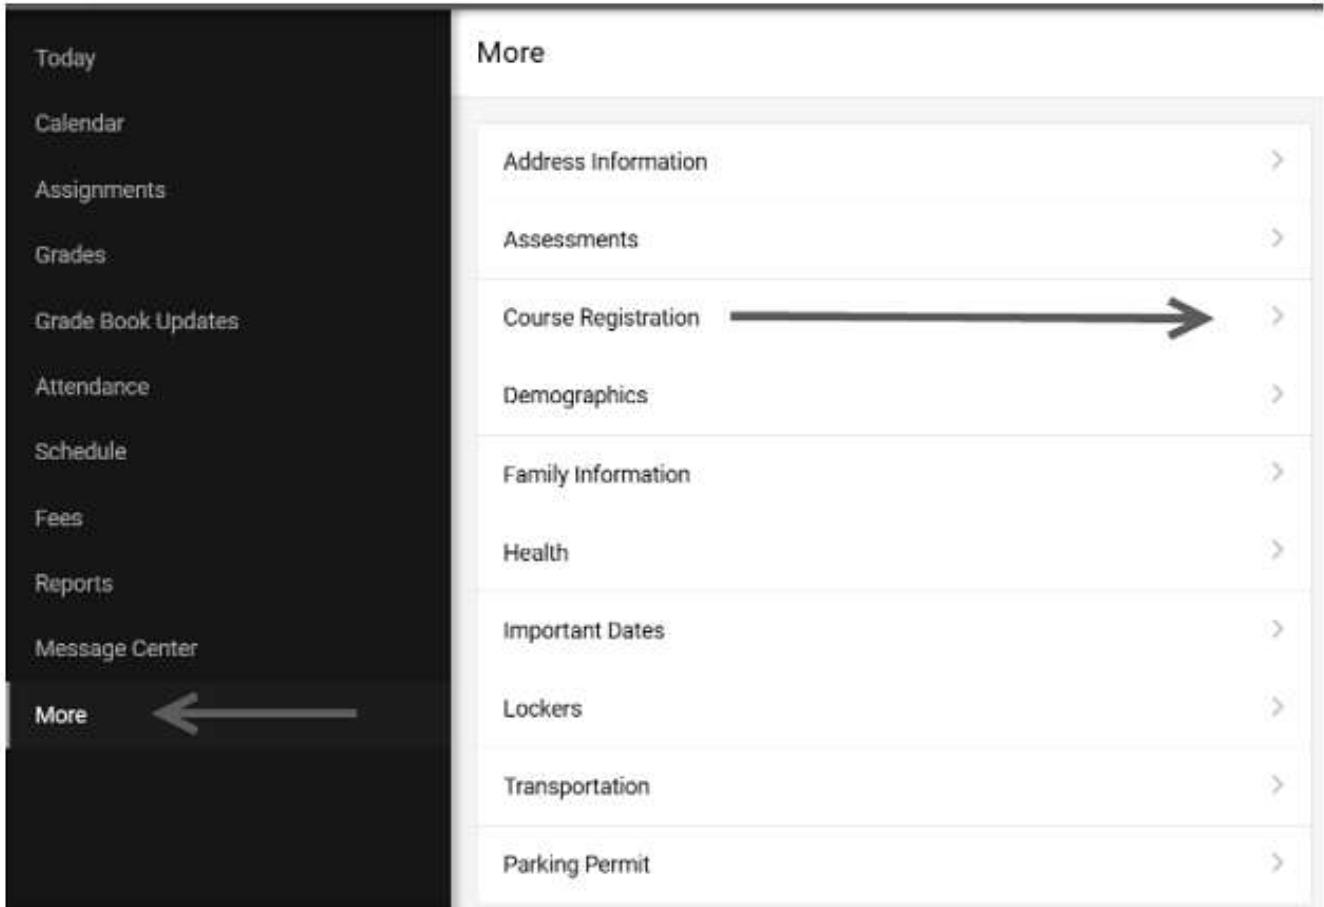 Today
Calendar
Assignments
Grades
Grade Book Updates
Attendance
Schedule
Fees
Reports
Message Center
More
More
Address Information
Assessments
Course Registration
Demographics
Family Information
Health
Important Dates
Lockers
Transportation
Parking Permit